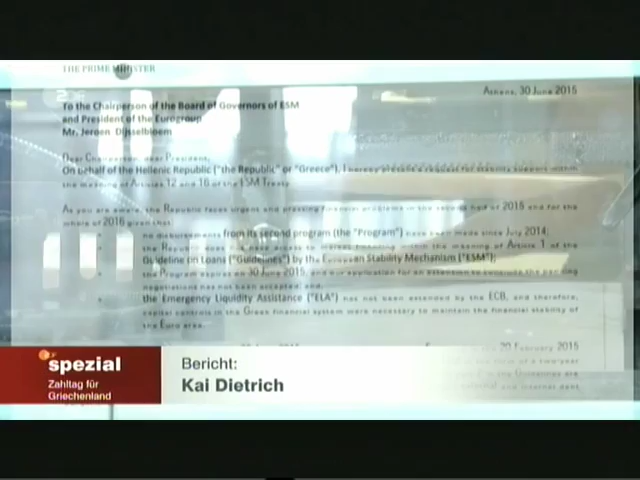 THE PRIME MINISTER
Athens, 30 June 2015
To the Chairperson of the Board of Governors of ESM
and President of the Eurogroup
Mr. Jeroen Dijsselbloem
Dear Chairperson, dear President,
On behalf of the Hellenic Republic ("the Republic" or "Greece"), I hereby present a request for stability support within
the meaning of Articles 12 and 16 of the ESM Treaty
As you are aware, the Republic faces urgent and pressing financial problems in the second half of 2015 and for the
whole of 2016 given that:
no disbursements from its second program (the "Program") have been made since July 2014;
the Republic access to market financing within the meaning of Article 1 of the
Guideline on Loans ("Guidelines") by the European Stability Mechanism ("ESM");
the Program expires on 30 June 2015, and our application for an extension to conclude the pending
negotiations has not been accepted; and,
the Emergency Liquidity Assistance ("ELA") has not been extended by the ECB, and therefore,
capital controls in the Greek financial system were necessary to maintain the financial stability of
the Euro area.
20 February 2015
spezial
Zahltag für
Griechenland
Bericht:
Kai Dietrich